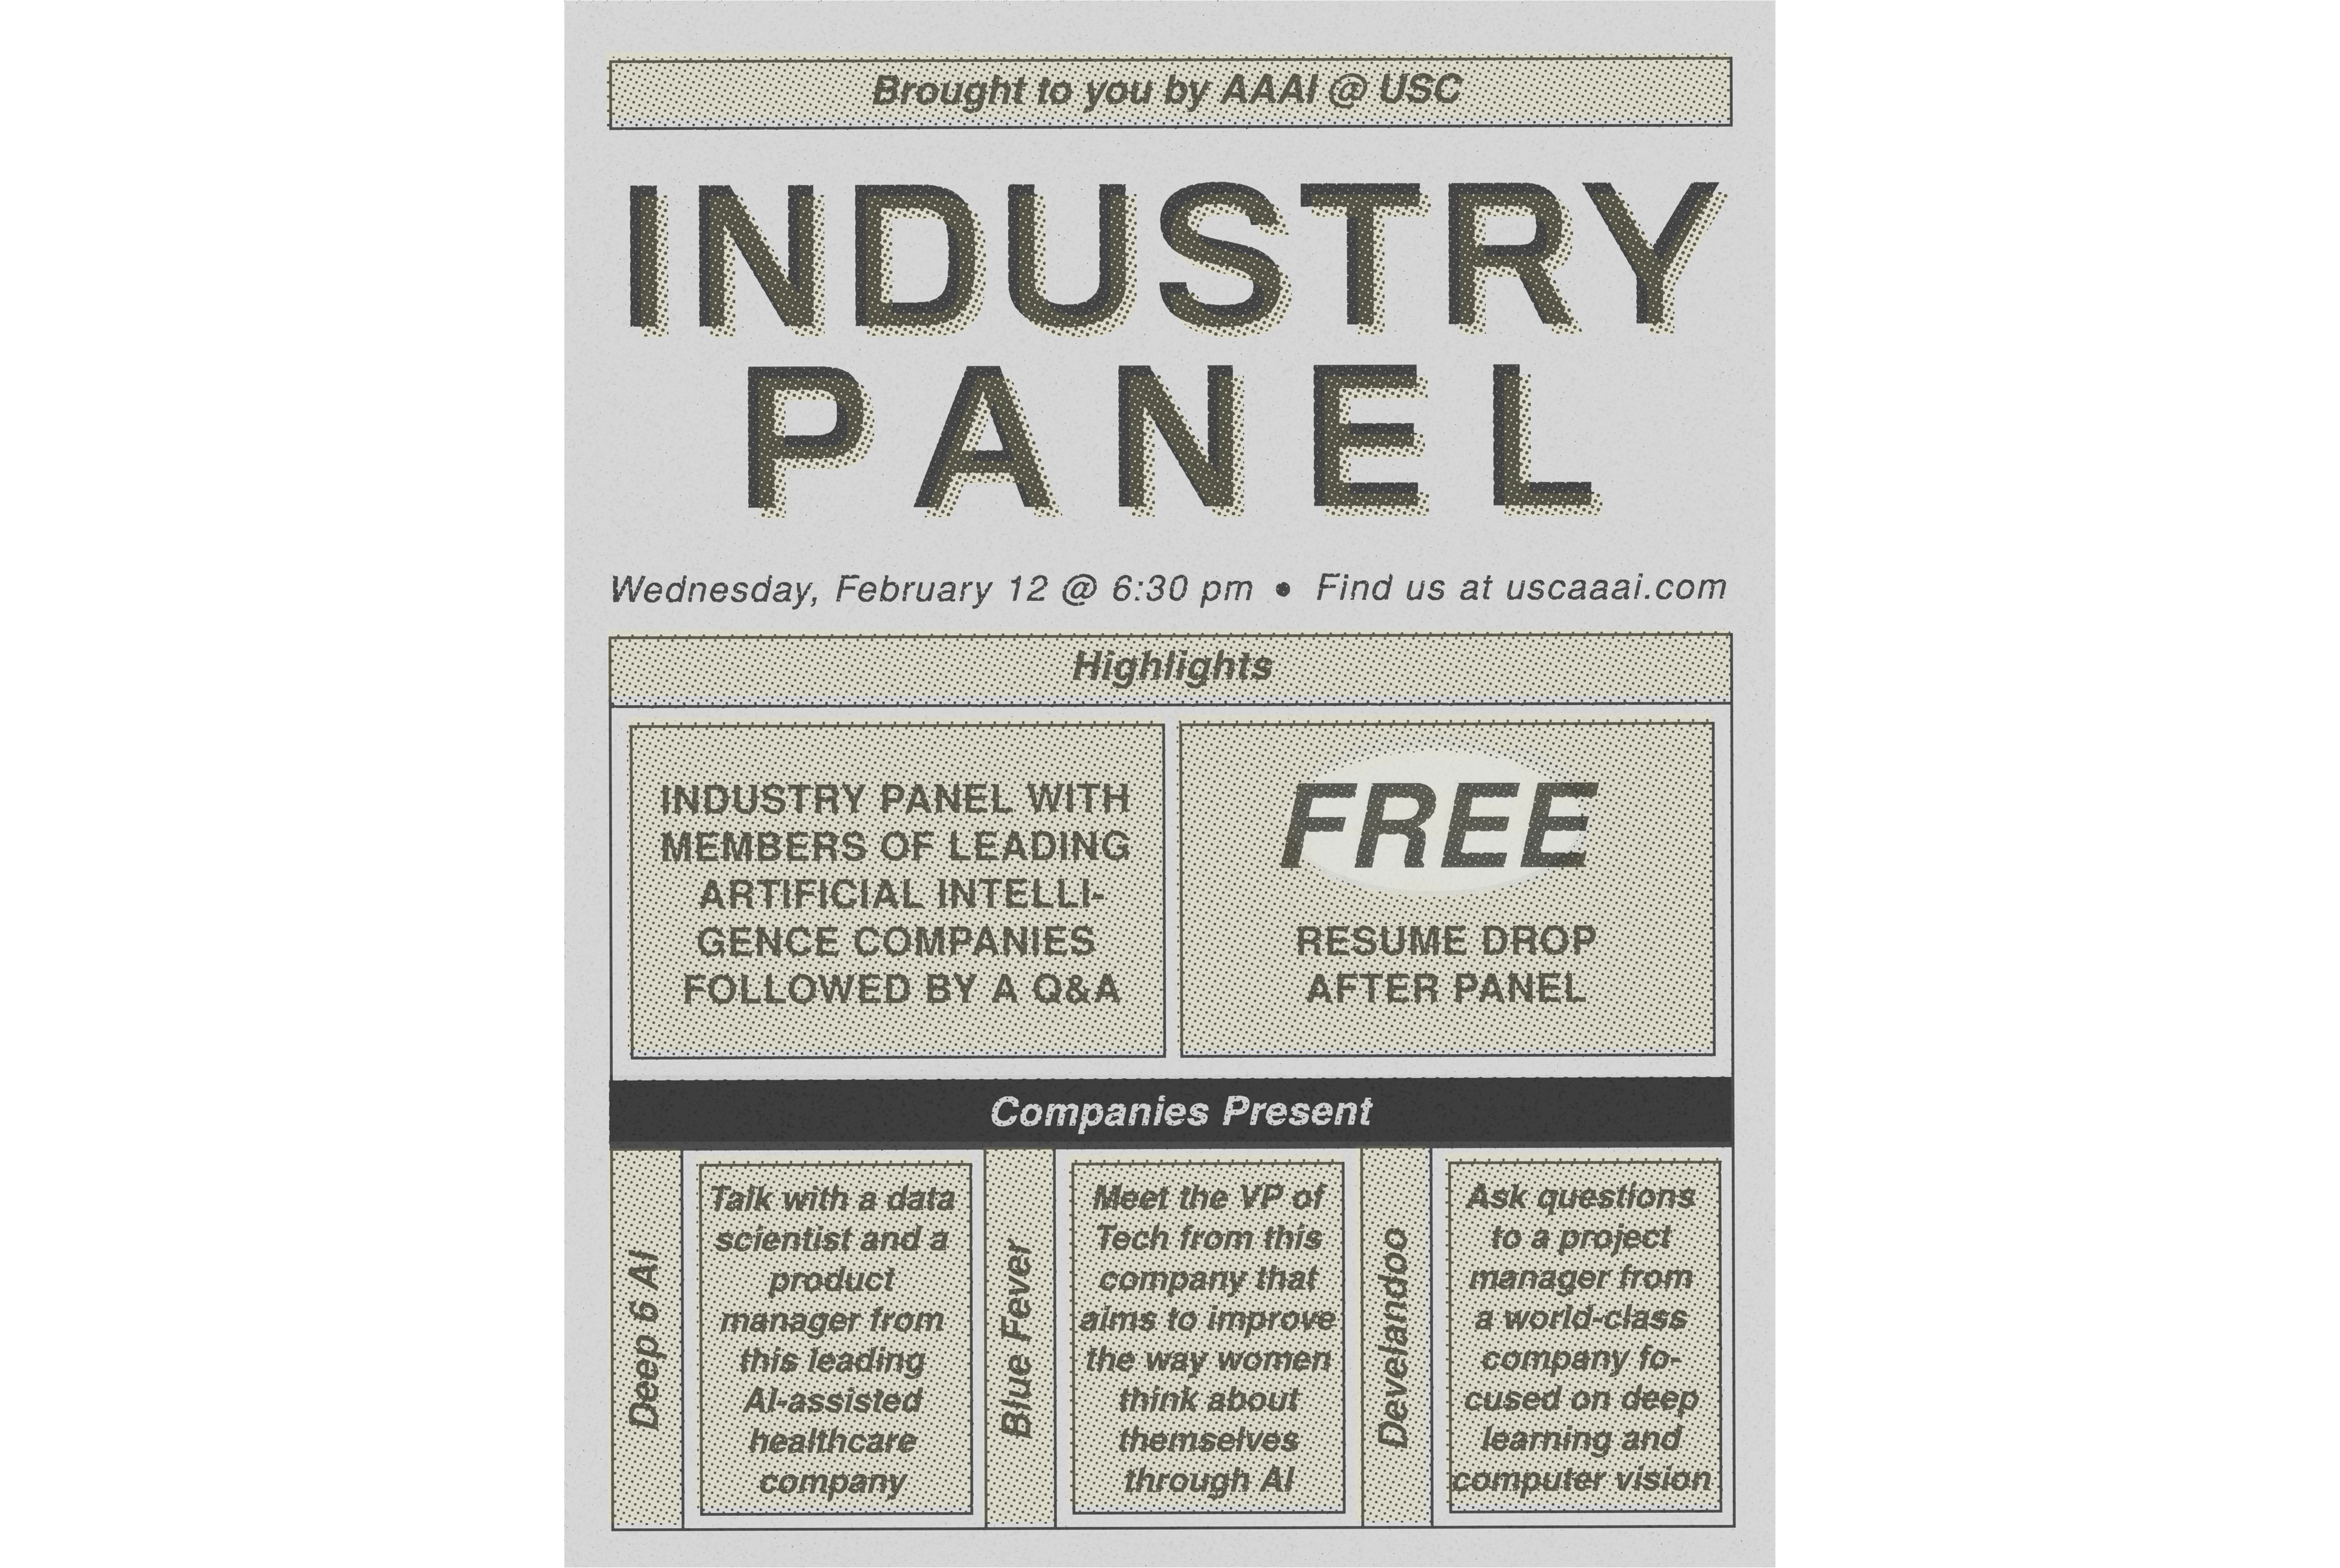 Brought to you by AAAI @ USC
INDUSTRY
PANEL
Wednesday, February 12 @ 6:30 pm • Find us at uscaaai.com
Highlights
INDUSTRY PANEL WITH
MEMBERS OF LEADING
ARTIFICIAL INTELLI-
GENCE COMPANIES
FOLLOWED BY A Q&A
FREE
RESUME DROP
AFTER PANEL
Companies Present
Deep 6 AI
Talk with a data
scientist and a
product
manager from
this leading
AI-assisted
healthcare
company
Blue Fever
Meet the VP of
Tech from this
company that
aims to improve
the way women
think about
themselves
through AI
Develandoo
Ask questions
to a project
manager from
a world-class
company fo-
cused on deep
learning and
computer vision